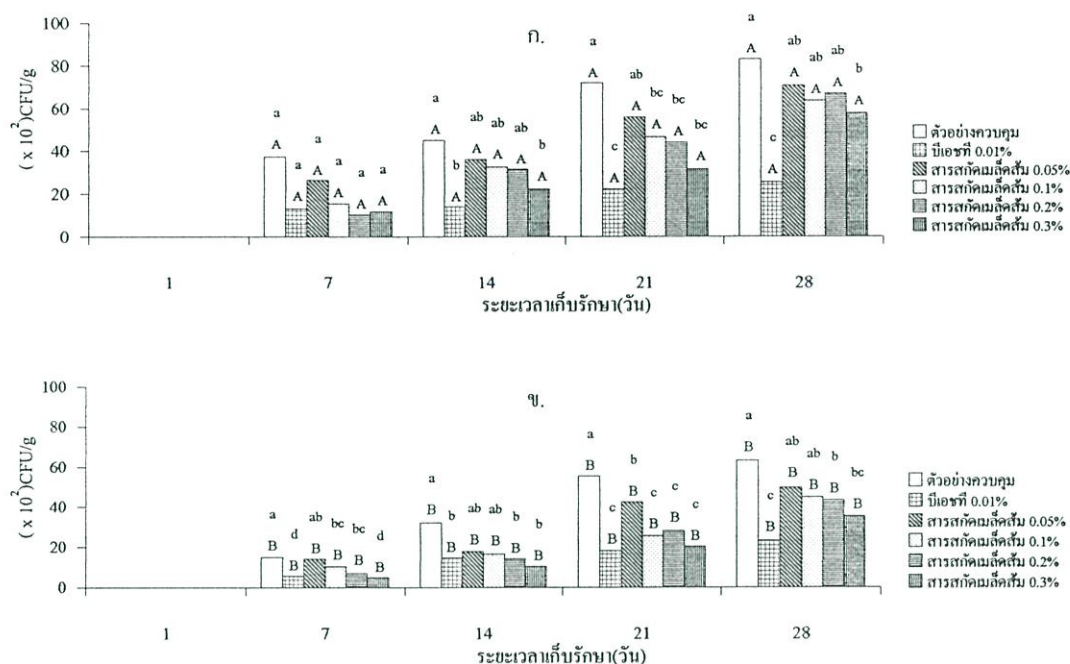 ก.
( x 10²)CFU/g
100
80
60
40
20
0
a a a a a a
A A A A A A
a b ab ab ab b
A A A A A A
a c ab bc bc bc
A A A A A A
a c ab ab ab b
A A A A A A
1 7 14 21 28
ระยะเวลาเก็บรักษา(วัน)
ตัวอย่างควบคุม
บีเอชที 0.01%
สารสกัดเมล็ดส้ม 0.05%
สารสกัดเมล็ดส้ม 0.1%
สารสกัดเมล็ดส้ม 0.2%
สารสกัดเมล็ดส้ม 0.3%
ข.
( x 10²)CFU/g
100
80
60
40
20
0
a d ab bc bc d
B B B B B B
a b ab ab b b
B B B B B B
a c b c c c
B B B B B B
a c ab ab b bc
B B B B B B
1 7 14 21 28
ระยะเวลาเก็บรักษา(วัน)
ตัวอย่างควบคุม
บีเอชที 0.01%
สารสกัดเมล็ดส้ม 0.05%
สารสกัดเมล็ดส้ม 0.1%
สารสกัดเมล็ดส้ม 0.2%
สารสกัดเมล็ดส้ม 0.3%